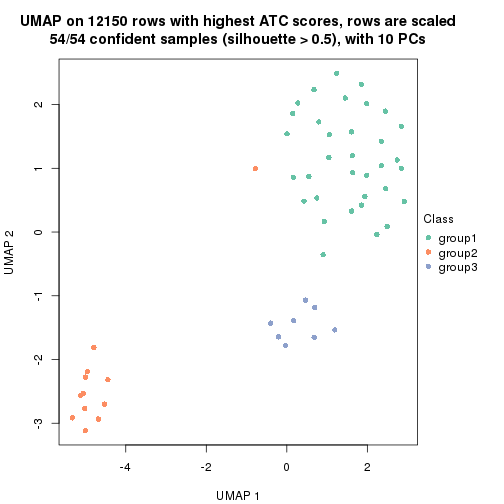 UMAP on 12150 rows with highest ATC scores, rows are scaled
54/54 confident samples (silhouette > 0.5), with 10 PCs
2
1
0
-1
-2
-3
UMAP 2
-4
-2
0
2
UMAP 1
Class
group1
group2
group3